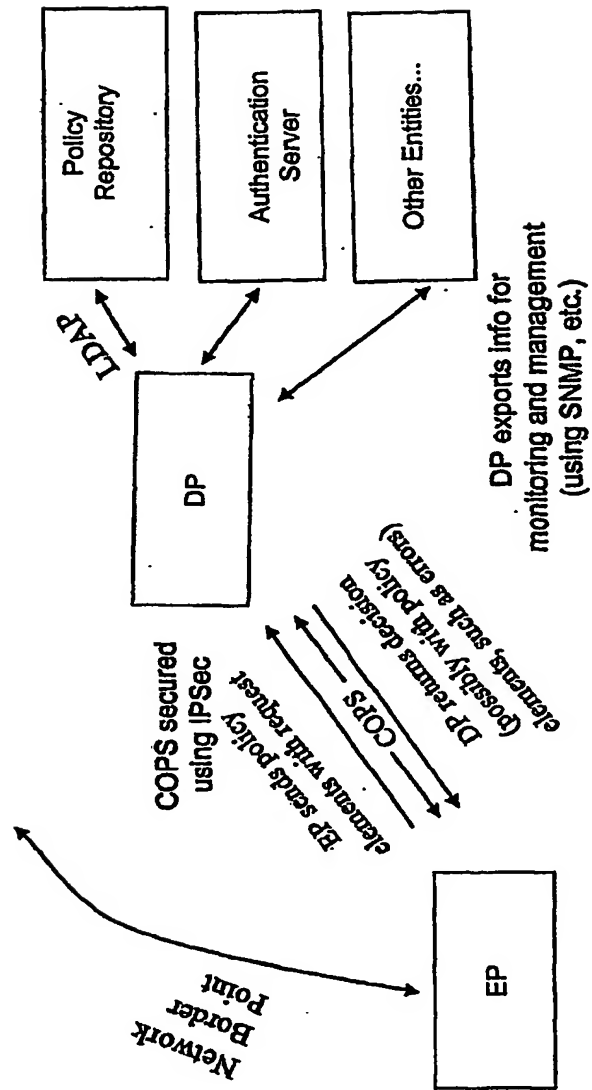 Policy
Repository
Authentication
Server
Other Entities...
LDAP
DP
DP exports info for
monitoring and management
(using SNMP, etc.)
COPS secured
using IPSec
EP sends policy
elements with request
COPS
DP returns decision
(possibly with policy
elements, such as errors)
Network
Border
Point
EP